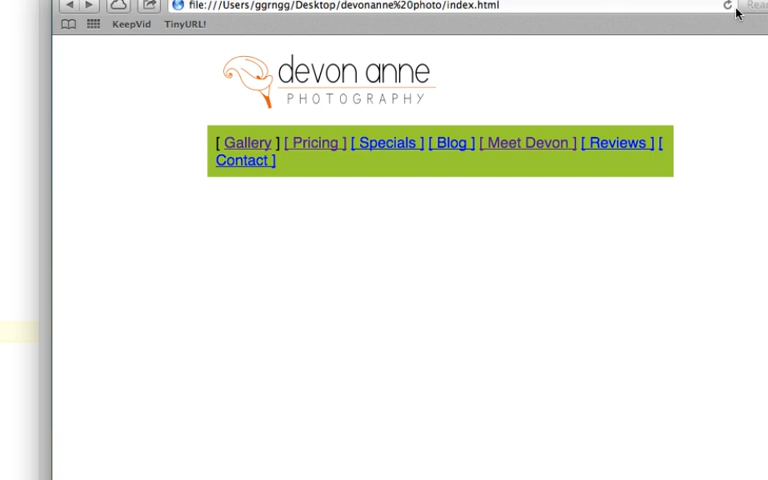 file:///Users/ggrngg/Desktop/devonanne%20photo/index.html
KeepVid TinyURL!
devon anne
PHOTOGRAPHY
[ Gallery ] [ Pricing ] [ Specials ] [ Blog ] [ Meet Devon ] [ Reviews ] [
Contact ]